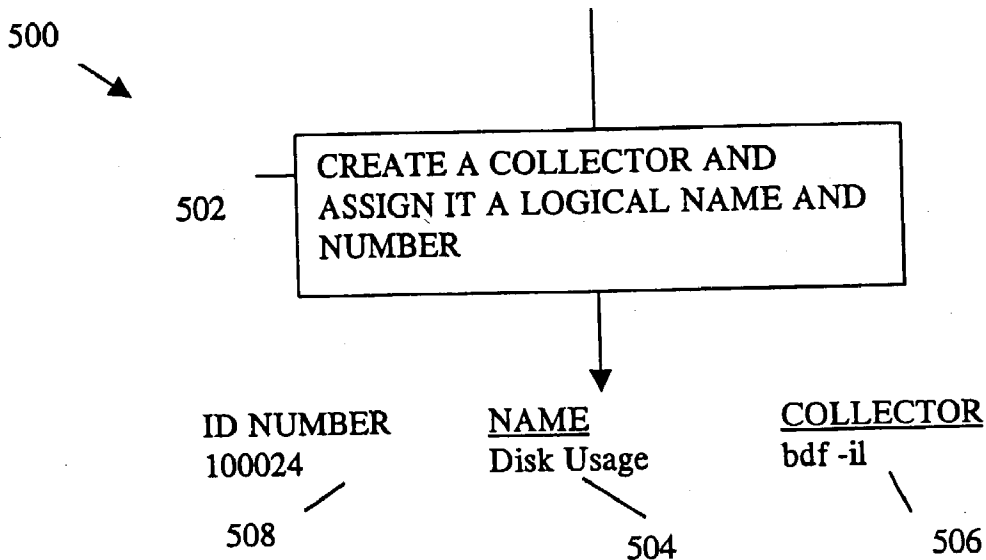 500
502
CREATE A COLLECTOR AND
ASSIGN IT A LOGICAL NAME AND
NUMBER
ID NUMBER NAME COLLECTOR
100024 Disk Usage bdf -il
508 504 506